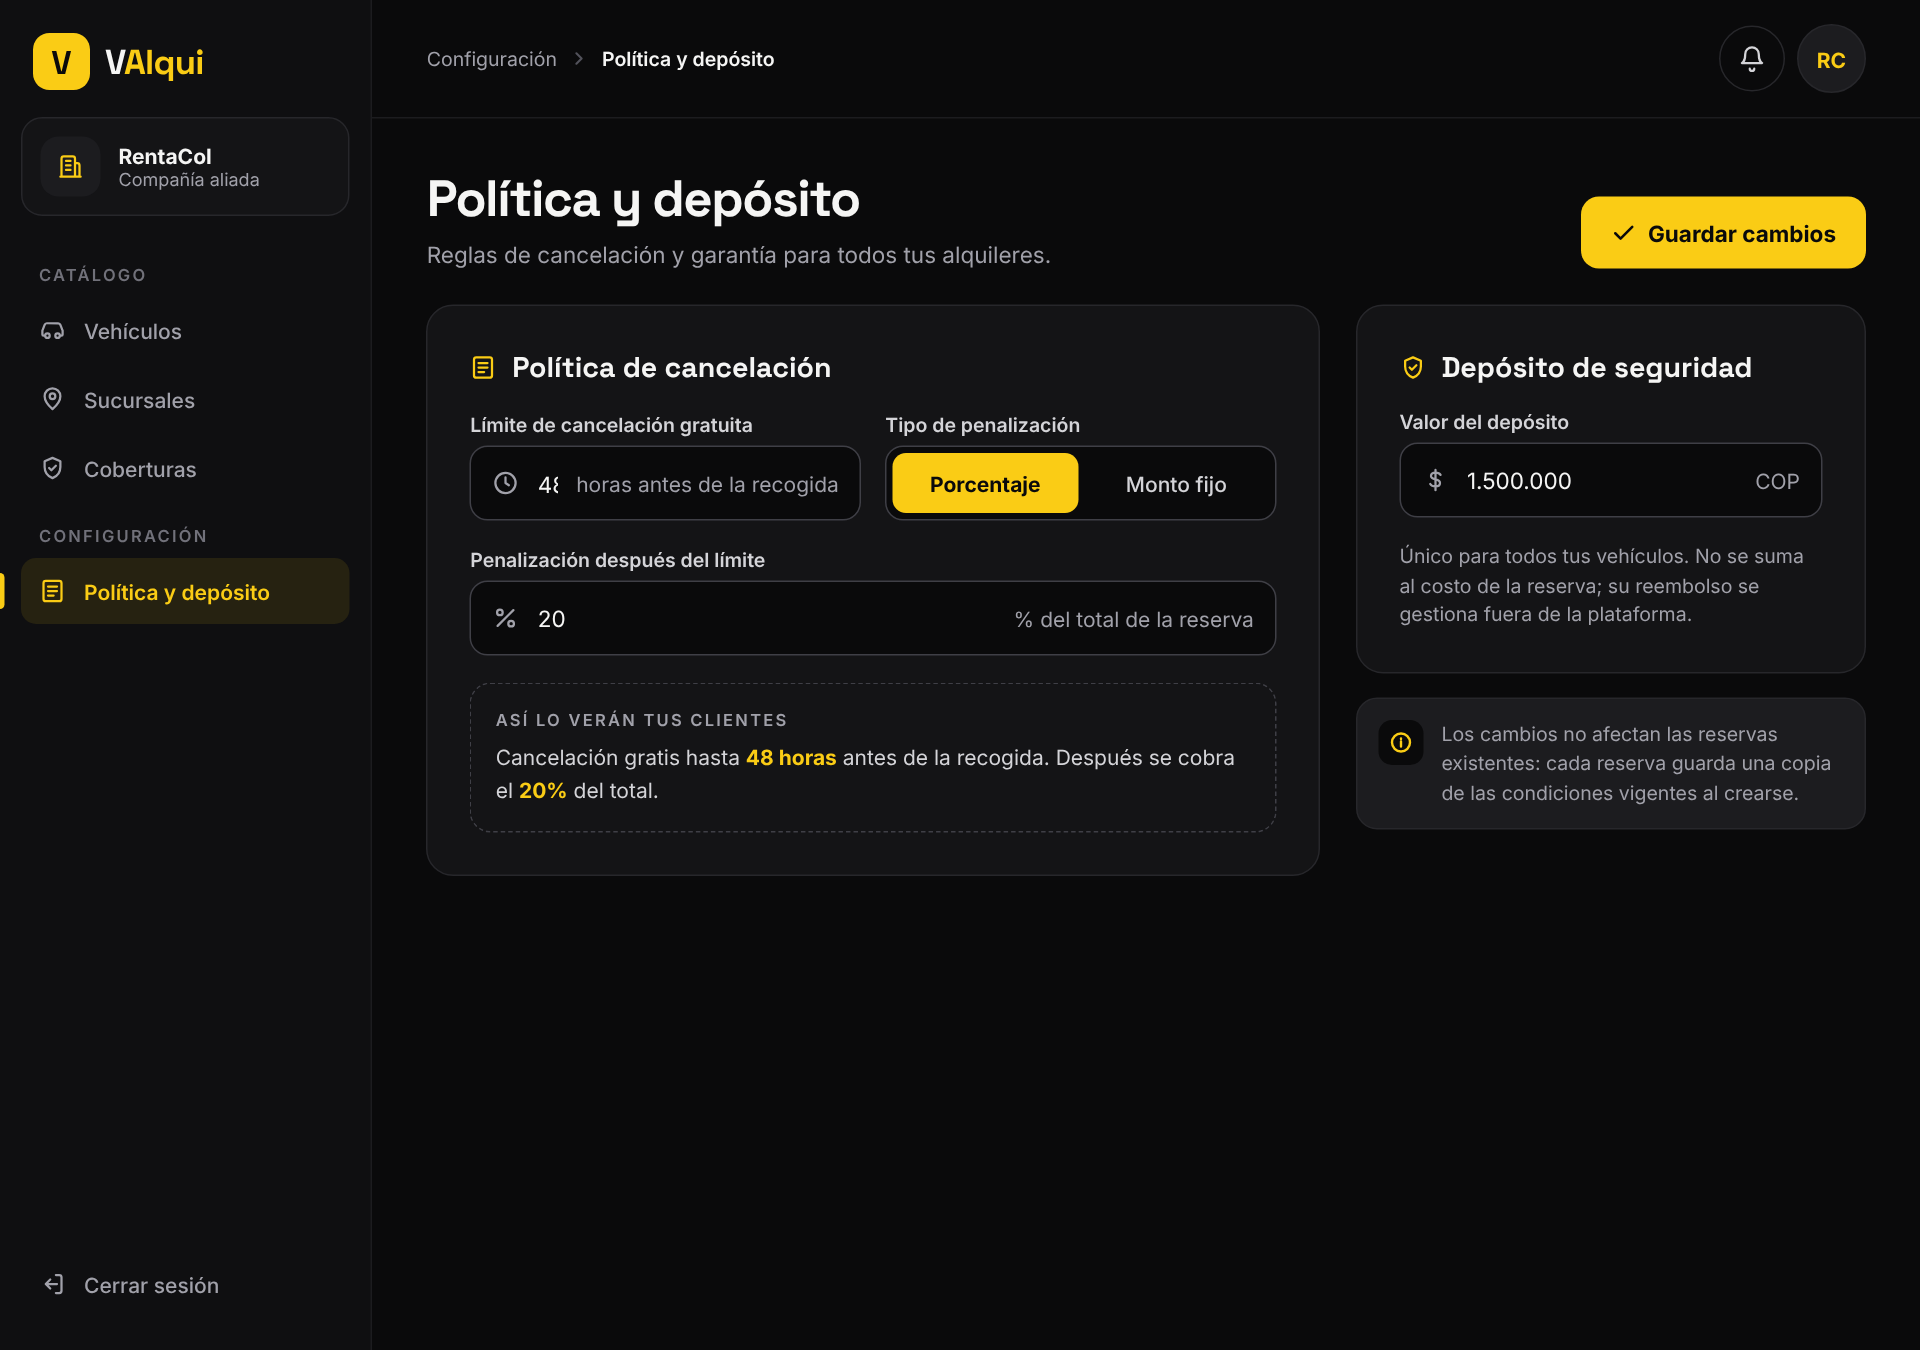 V VAlqui
RentaCol
Compañía aliada
CATÁLOGO
Vehículos
Sucursales
Coberturas
CONFIGURACIÓN
Política y depósito
Cerrar sesión
Configuración > Política y depósito
RC
Política y depósito
Reglas de cancelación y garantía para todos tus alquileres.
Guardar cambios
Política de cancelación
Límite de cancelación gratuita
48 horas antes de la recogida
Tipo de penalización
Porcentaje Monto fijo
Penalización después del límite
% 20 % del total de la reserva
ASÍ LO VERÁN TUS CLIENTES
Cancelación gratis hasta 48 horas antes de la recogida. Después se cobra
el 20% del total.
Depósito de seguridad
Valor del depósito
$ 1.500.000 COP
Único para todos tus vehículos. No se suma
al costo de la reserva; su reembolso se
gestiona fuera de la plataforma.
Los cambios no afectan las reservas
existentes: cada reserva guarda una copia
de las condiciones vigentes al crearse.